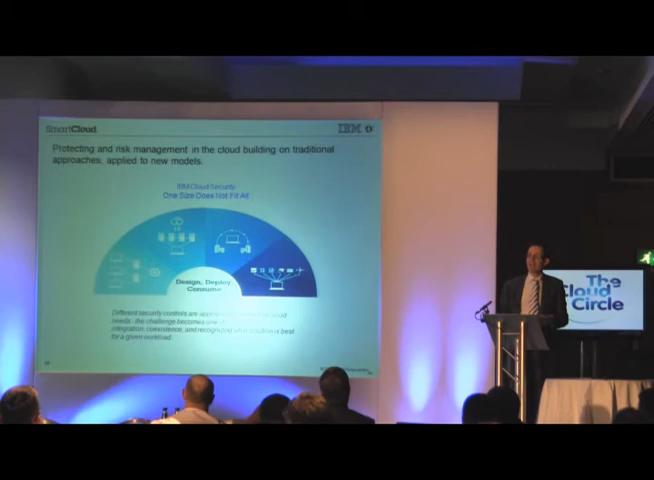 SmartCloud
IBM
Protecting and risk management in the cloud building on traditional
approaches, applied to new models.
IBM Cloud Security
One Size Does Not Fit All
Design, Deploy
Consume
Different security controls are
needs - the challenge becomes one of
integration, coexistence, and recognizing what solution is best
for a given workload.
The
Cloud
Circle